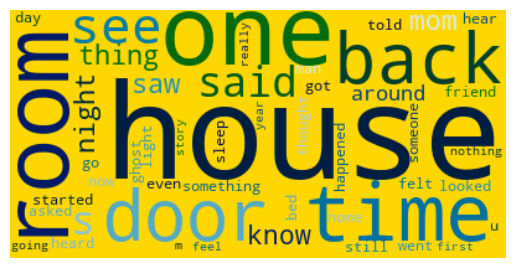 day
see
one
told
mom
hear
thing
really
back
room
night
saw
said
man
got
around
friend
house
go
light
ghost
story
sleep
year
thought
happened
someone
nothing
now
even
something
felt
looked
started
s
door
bed
home
time
asked
know
u
going
heard
m
feel
still
went
first